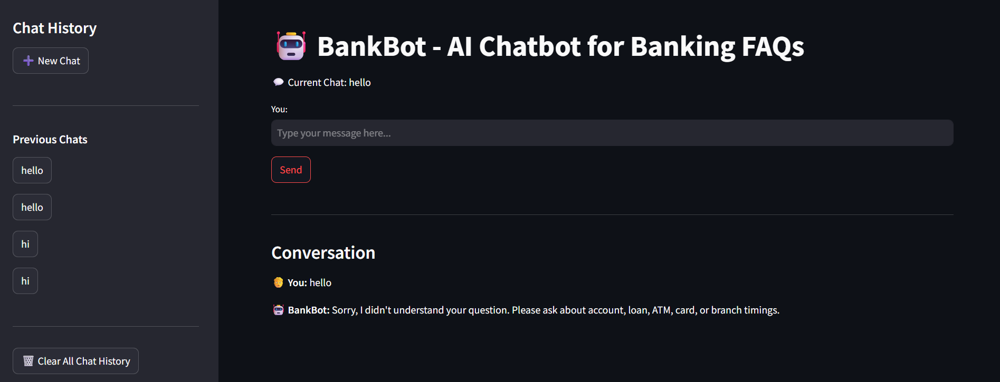 Chat History
New Chat
Previous Chats
hello
hello
hi
hi
Clear All Chat History
BankBot - AI Chatbot for Banking FAQs
Current Chat: hello
You:
Type your message here...
Send
Conversation
You: hello
BankBot: Sorry, I didn't understand your question. Please ask about account, loan, ATM, card, or branch timings.